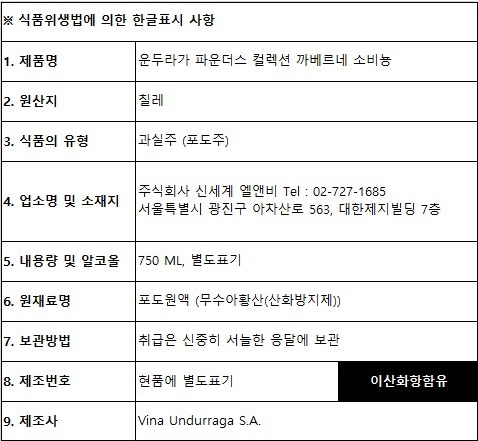 ※ 식품위생법에 의한 한글표시 사항
1. 제품명 운두라가 파운더스 컬렉션 까베르네 소비뇽
2. 원산지 칠레
3. 식품의 유형 과실주 (포도주)
4. 업소명 및 소재지 주식회사 신세계 엘앤비 Tel : 02-727-1685
서울특별시 광진구 아차산로 563, 대한제지빌딩 7층
5. 내용량 및 알코올 750 ML, 별도표기
6. 원재료명 포도원액 (무수아황산(산화방지제))
7. 보관방법 취급은 신중히 서늘한 응달에 보관
8. 제조번호 현품에 별도표기 이산화항함유
9. 제조사 Vina Undurraga S.A.